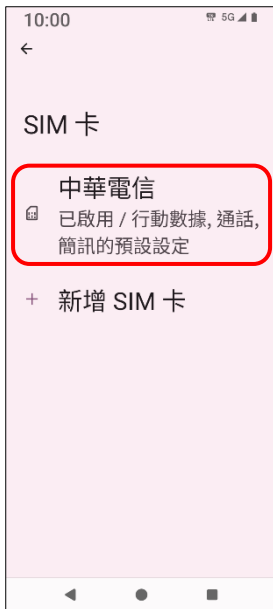 10:00 5G
SIM 卡
中華電信
已啟用 / 行動數據, 通話,
簡訊的預設設定
新增 SIM 卡